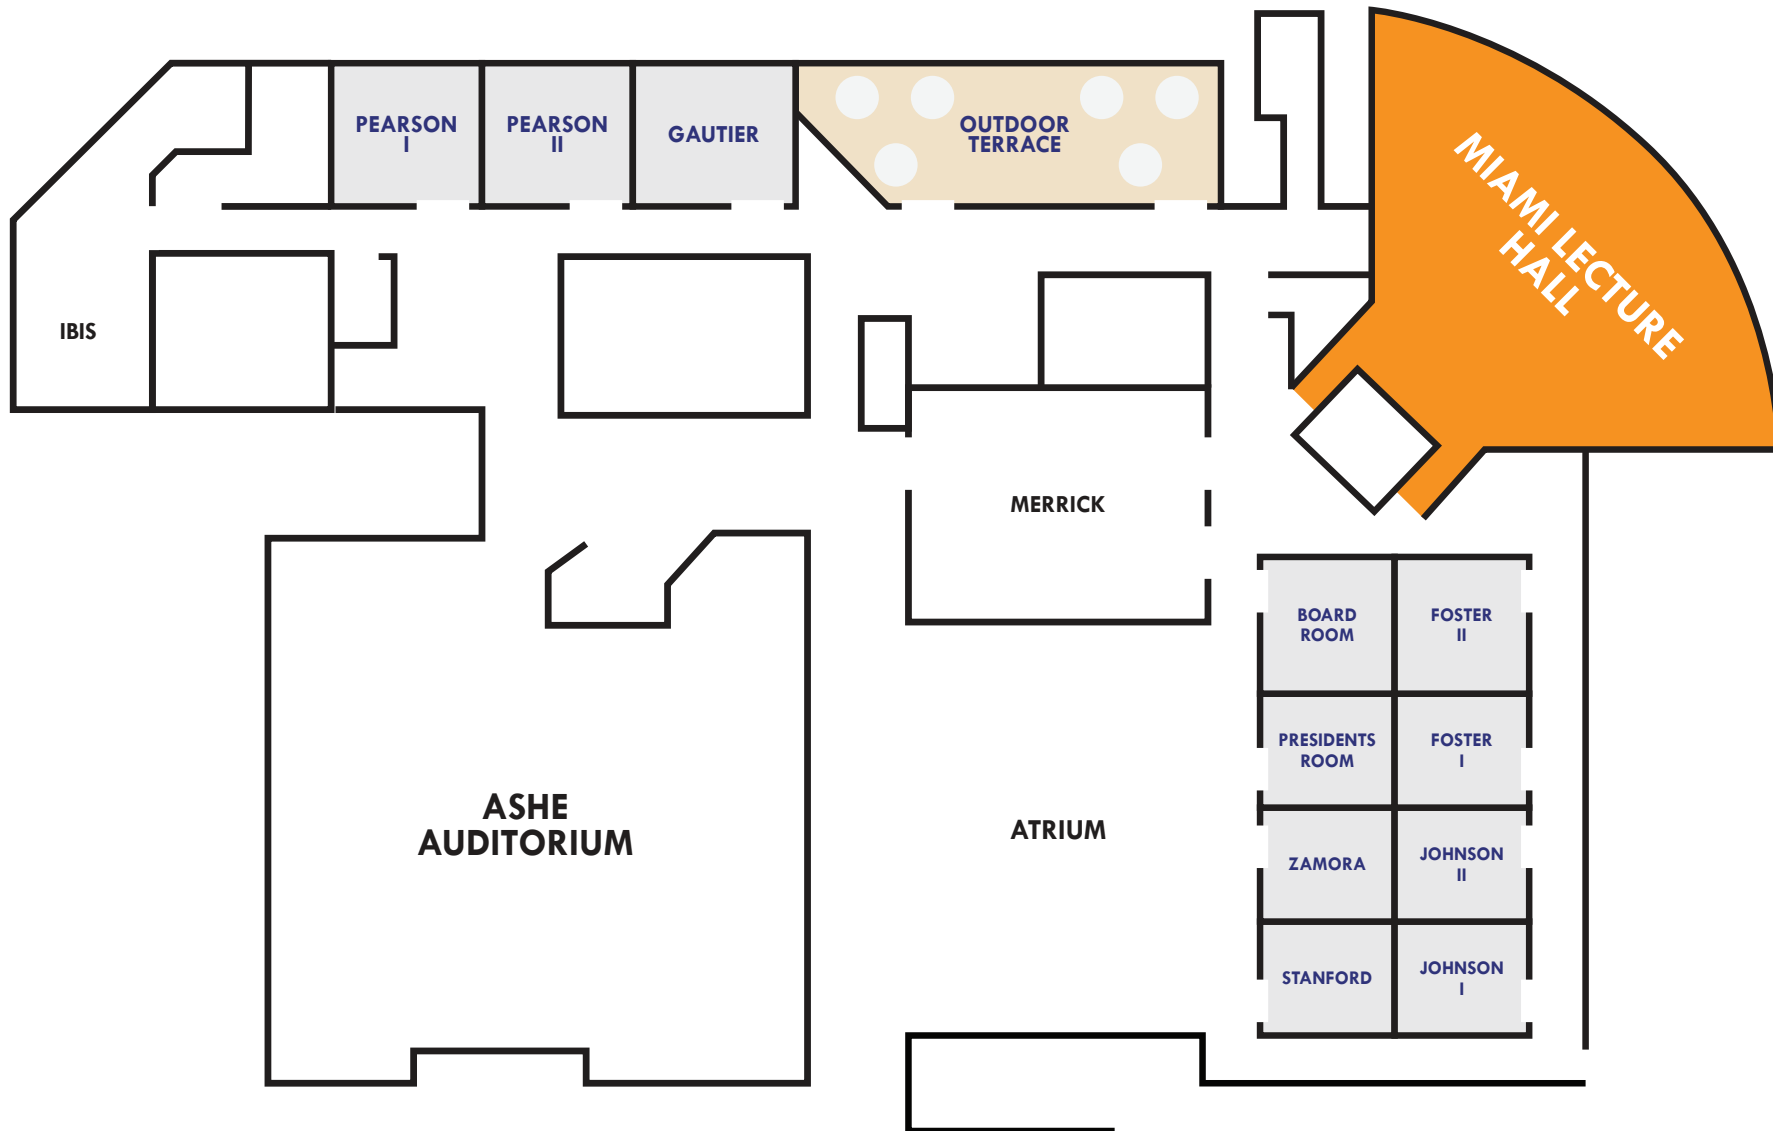 PEARSON
I
PEARSON
II
GAUTIER
OUTDOOR
TERRACE
MIAMI LECTURE
HALL
IBIS
MERRICK
BOARD
ROOM
FOSTER
II
PRESIDENTS
ROOM
FOSTER
I
ASHE
AUDITORIUM
ATRIUM
ZAMORA
JOHNSON
II
STANFORD
JOHNSON
I